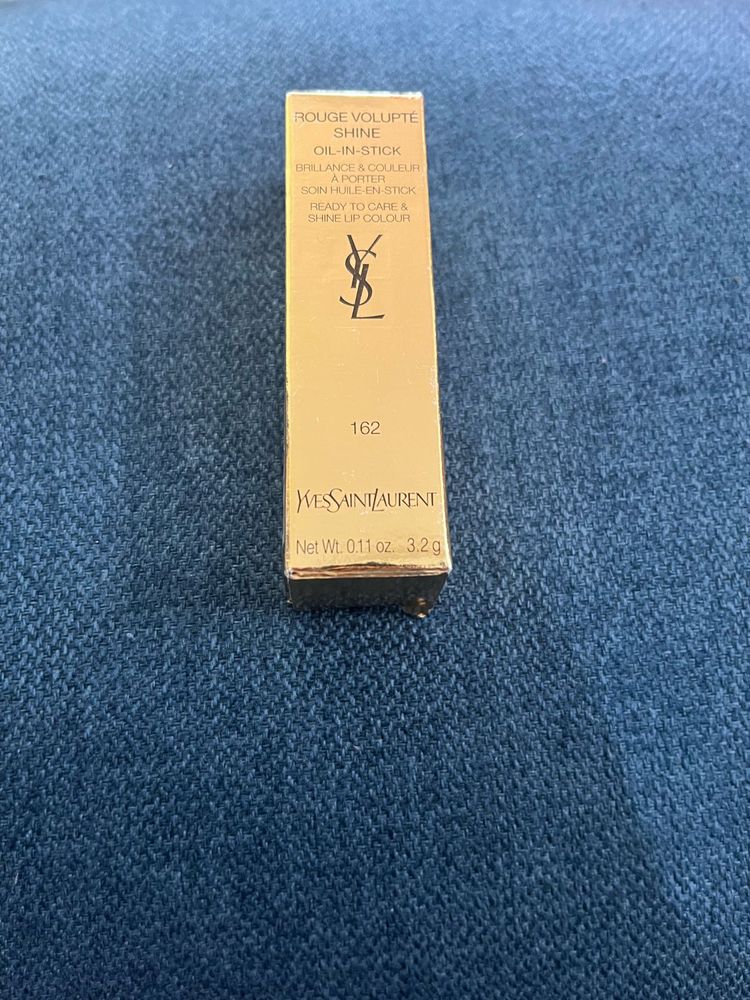 ROUGE VOLUPTÉ
SHINE
OIL-IN-STICK
BRILLANCE & COULEUR
À PORTER
SOIN HUILE-EN-STICK
READY TO CARE &
SHINE LIP COLOUR
YSL
162
YVESSAINTLAURENT
Net Wt. 0.11 oz. 3.2 g